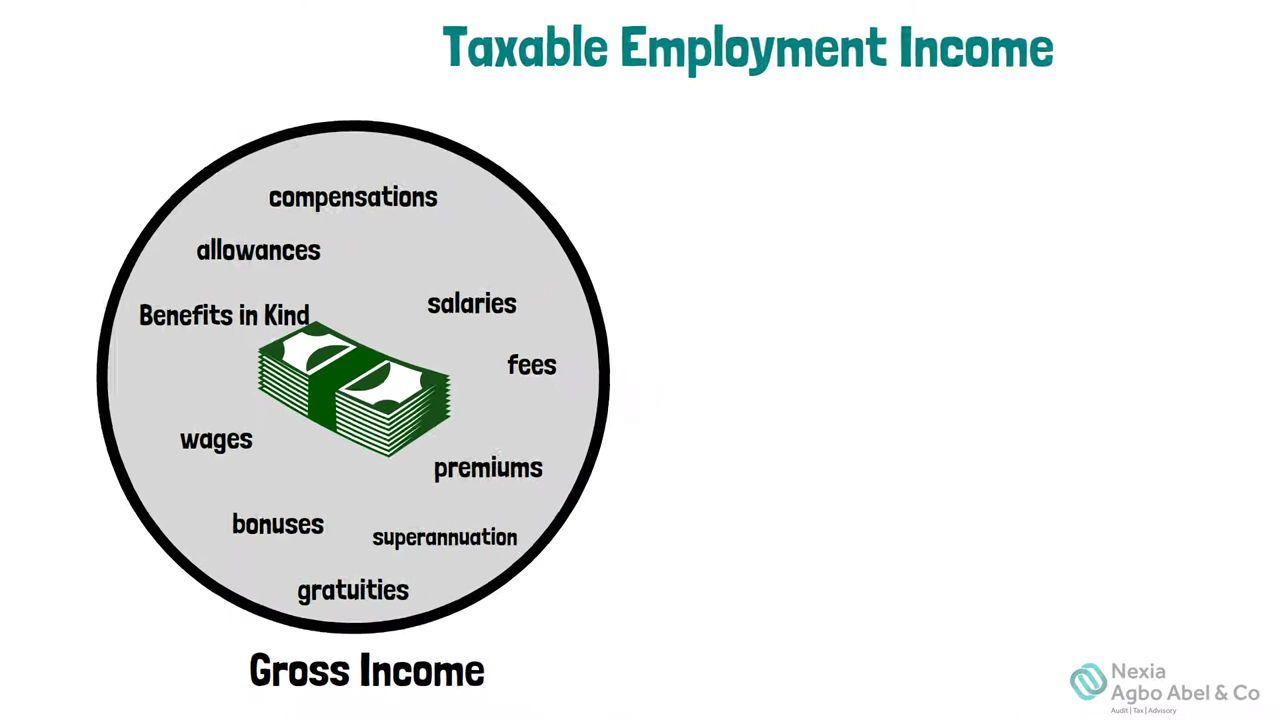 Taxable Employment Income
compensations
allowances
salaries
Benefits in Kind
fees
wages
premiums
bonuses
superannuation
gratuities
Gross Income
Nexia
Agbo Abel & Co
Audit | Tax | Advisory